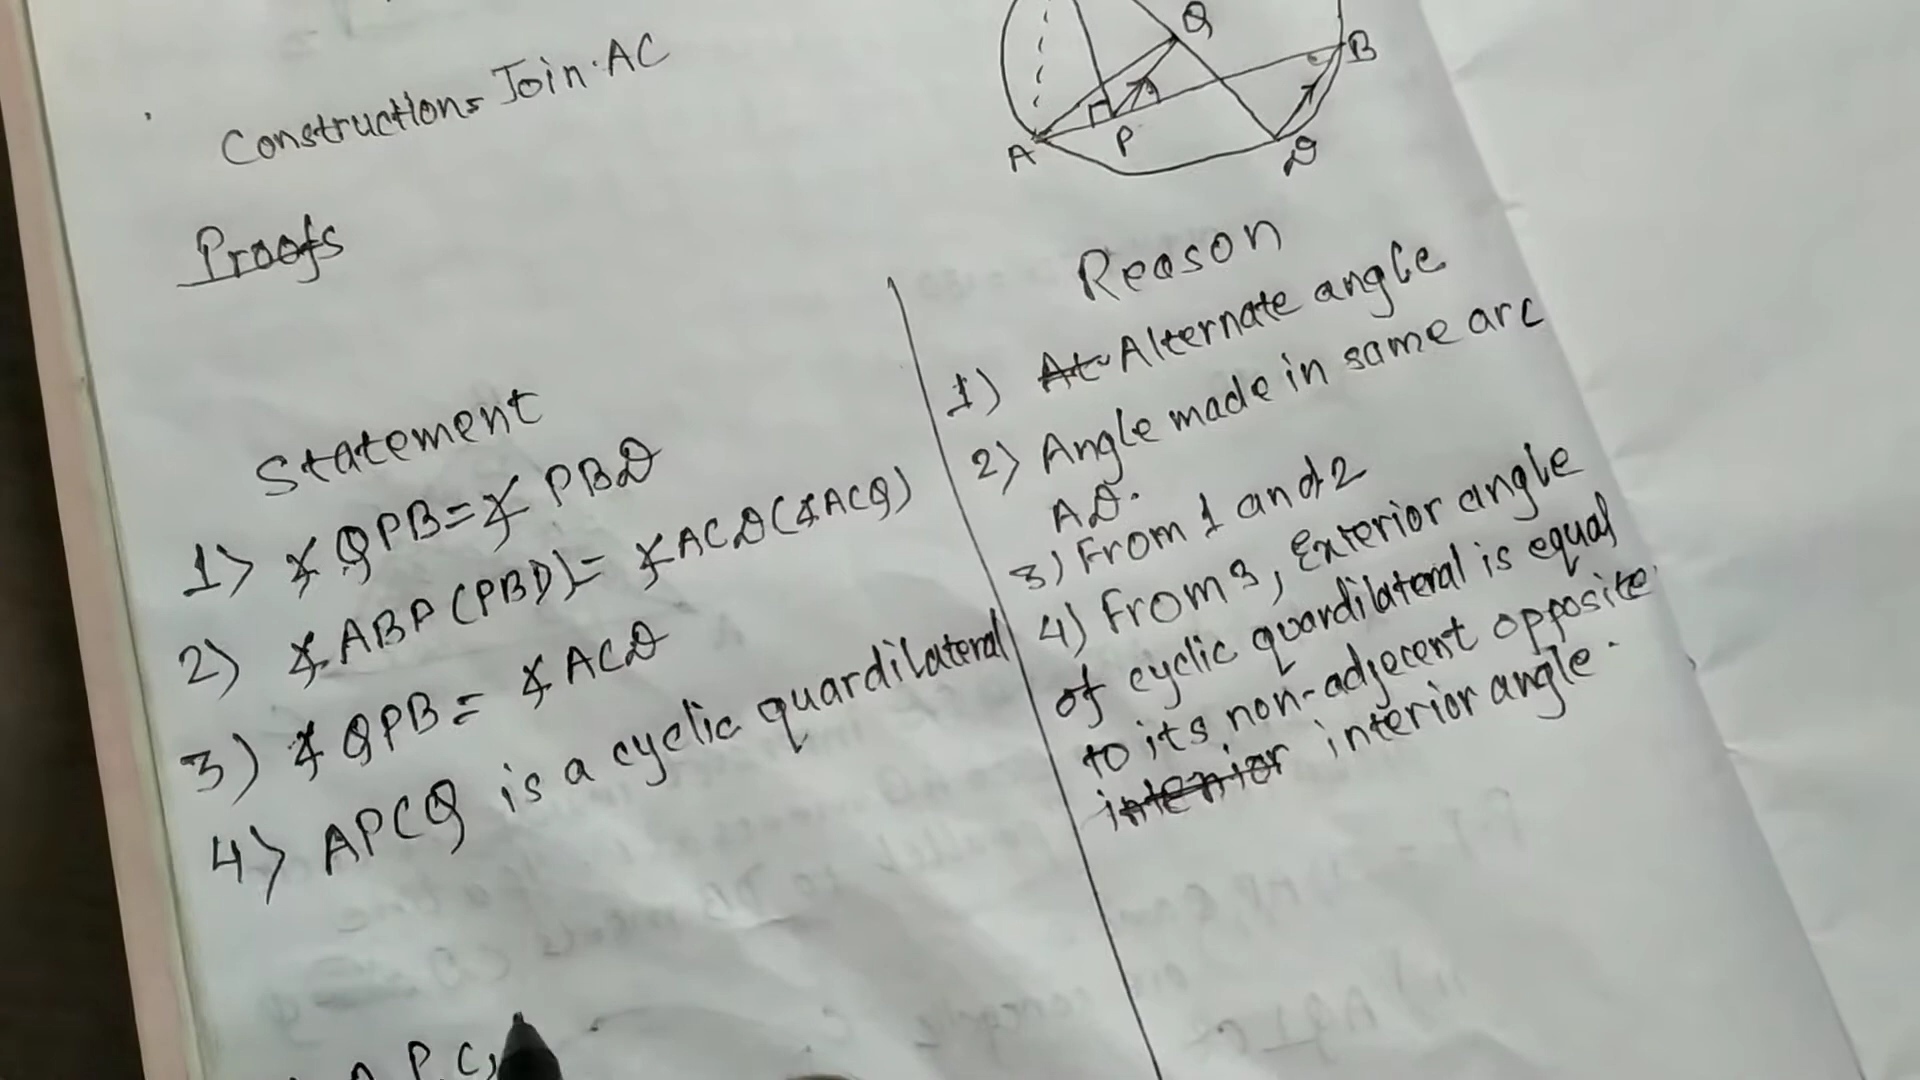 Construction:- Join AC
Q
B
A
P
D
Proofs
Statement
1) ∡QPB=∡PBD
2) ∡ABD(PBD)= ∡ACD(∡ACQ)
3) ∡QPB= ∡ACD
4) APCQ is a cyclic quardilateral
A, P, C,
Reason
1) Alternate angle
2) Angle made in same arc
AD.
3) From 1 and 2
4) From 3, Exterior angle
of cyclic quardilateral is equal
to its non-adjecent opposite
interior interior angle.